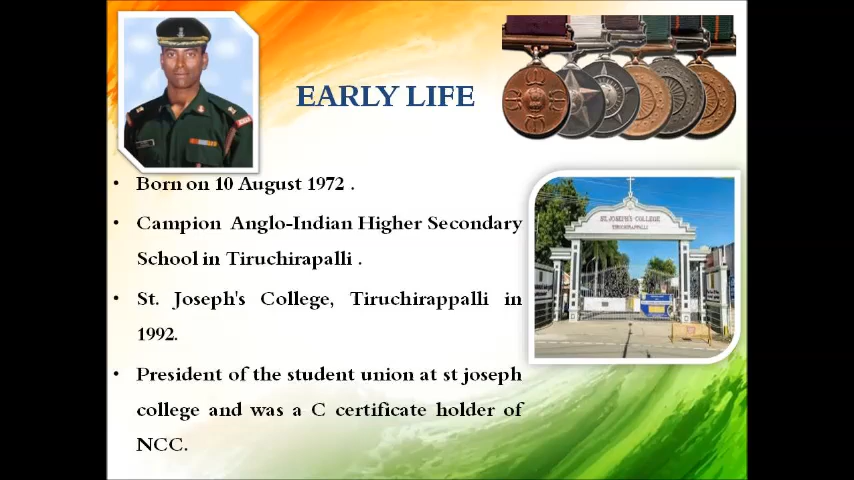 EARLY LIFE
• Born on 10 August 1972 .
• Campion Anglo-Indian Higher Secondary
School in Tiruchirapalli .
• St. Joseph's College, Tiruchirappalli in
1992.
• President of the student union at st joseph
college and was a C certificate holder of
NCC.
ST. JOSEPH'S COLLEGE
TIRUCHIRAPPALLI